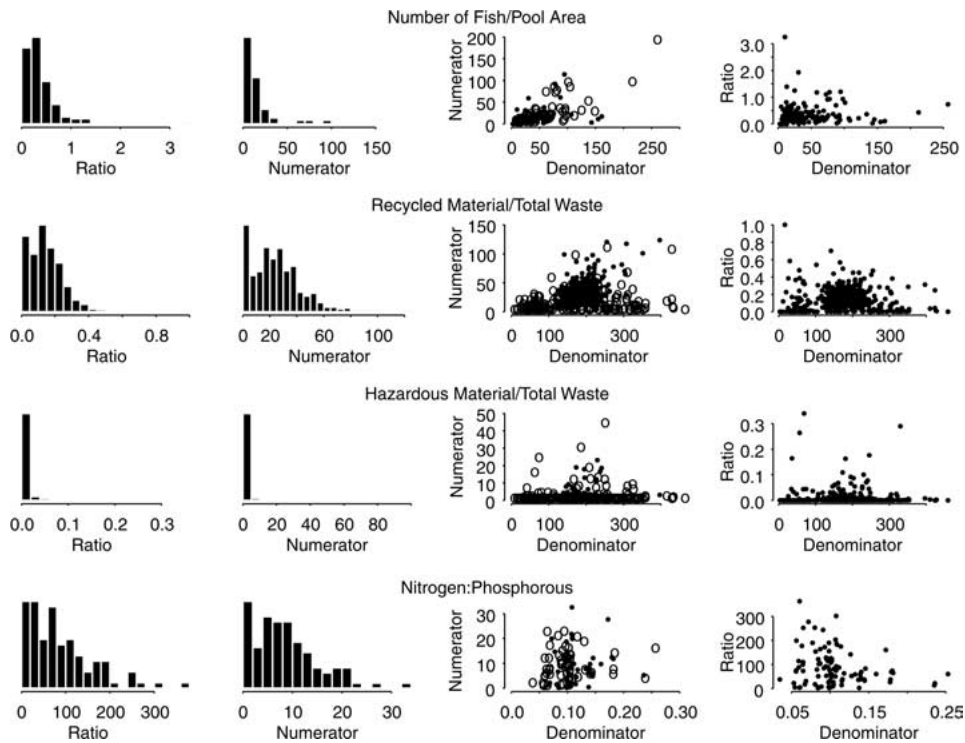 Number of Fish/Pool Area
0 1 2 3
Ratio
0 50 100 150
Numerator
200
150
100
50
0
Numerator
0 50 150 250
Denominator
3.0
2.0
1.0
0.0
Ratio
0 50 150 250
Denominator
Recycled Material/Total Waste
0.0 0.4 0.8
Ratio
0 20 40 60 80 100
Numerator
150
100
50
0
Numerator
0 100 300
Denominator
1.0
0.8
0.6
0.4
0.2
0.0
Ratio
0 100 300
Denominator
Hazardous Material/Total Waste
0.0 0.1 0.2 0.3
Ratio
0 20 40 60 80
Numerator
50
40
30
20
10
0
Numerator
0 100 300
Denominator
0.3
0.2
0.1
0.0
Ratio
0 100 300
Denominator
Nitrogen:Phosphorous
0 100 200 300
Ratio
0 10 20 30
Numerator
30
20
10
0
Numerator
0.0 0.10 0.20 0.30
Denominator
300
200
100
0
Ratio
0.05 0.15 0.25
Denominator